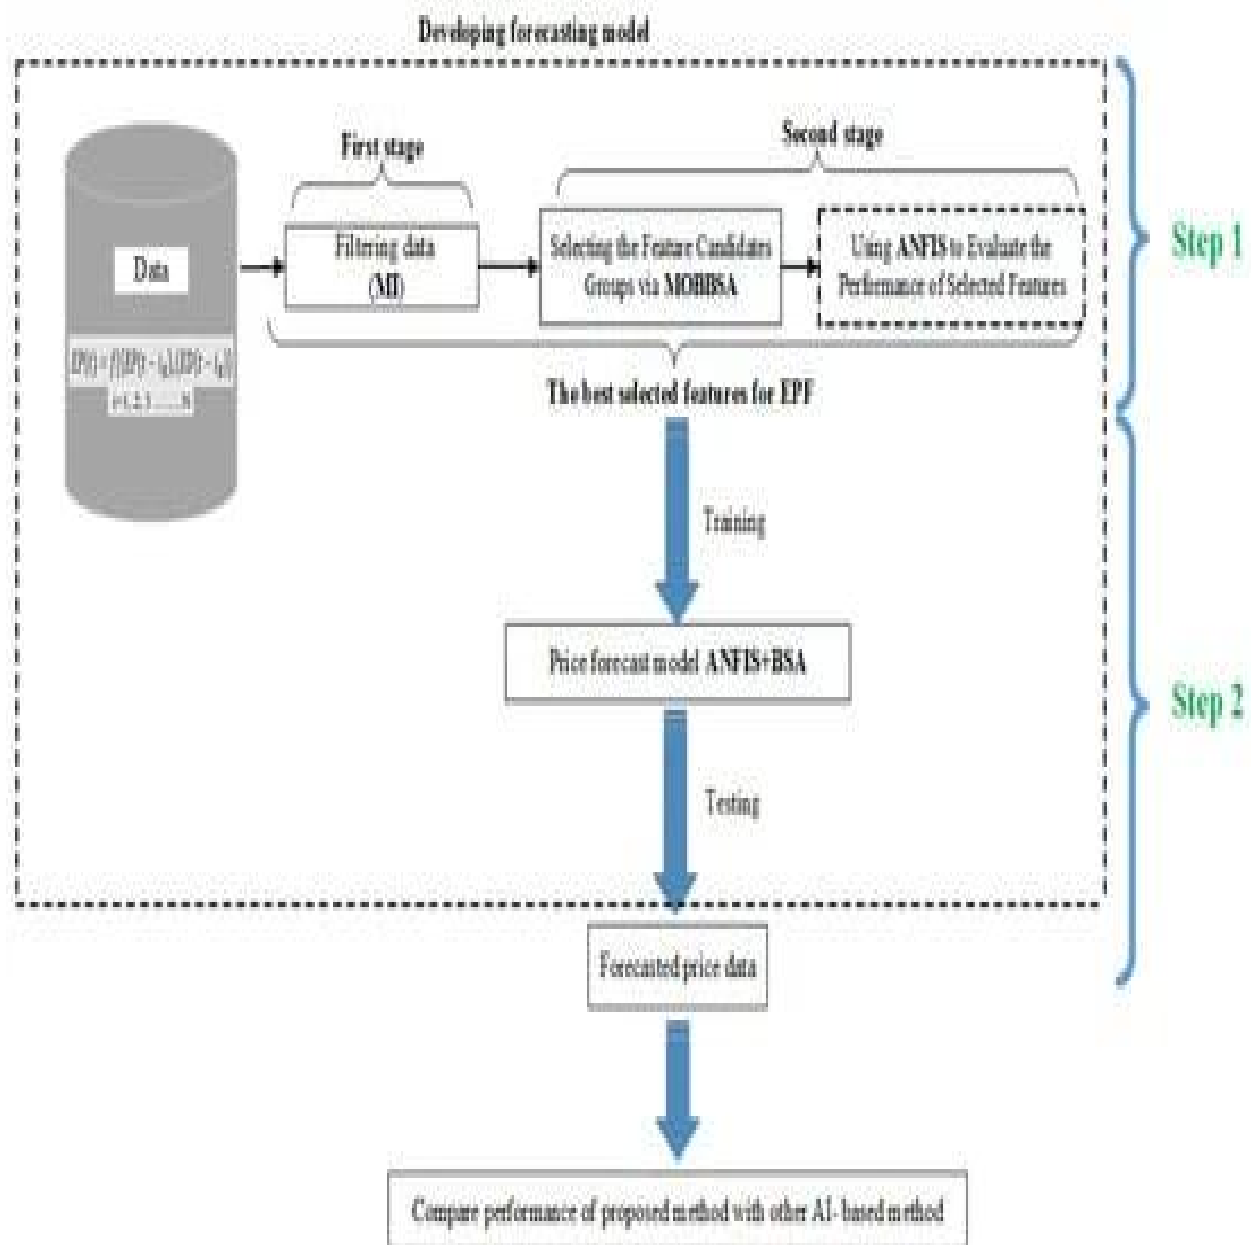 Developing forecasting model
First stage
Second stage
Data
Filtering data
(MI)
Selecting the Feature Candidates
Groups via MOBBSA
Using ANFIS to Evaluate the
Performance of Selected Features
The best selected features for EPF
Step 1
Training
Price forecast model ANFIS+BSA
Step 2
Testing
Forecasted price data
Compare performance of proposed method with other AI- based method